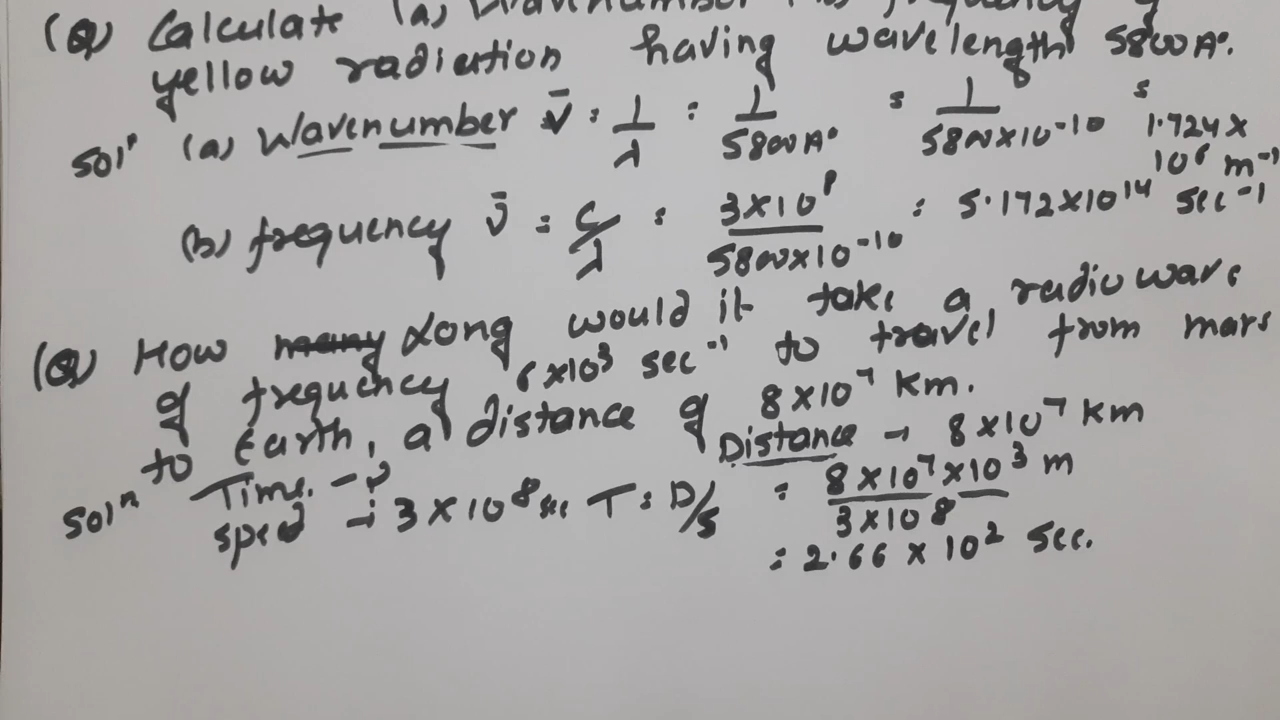 (Q) Calculate (a) Wavenumber (b) frequency of
yellow radiation having wavelength 5800A°.
Solⁿ (a) Wavenumber ν̄ = 1/λ = 1/5800A° = 1/5800×10⁻¹⁰ = 1.724 × 10⁶ m⁻¹
(b) frequency ν̄ = C/λ = 3×10⁸/5800×10⁻¹⁰ = 5.172×10¹⁴ sec⁻¹
(Q) How many Long would it take a radio wave
of frequency 6×10³ sec⁻¹ to travel from mars
to Earth, a distance of 8×10⁷ Km.
Solⁿ Time. → ? Distance → 8×10⁷ Km
speed → 3×10⁸ T = D/S = 8×10⁷×10³ m/3×10⁸
= 2.66 × 10² Sec.